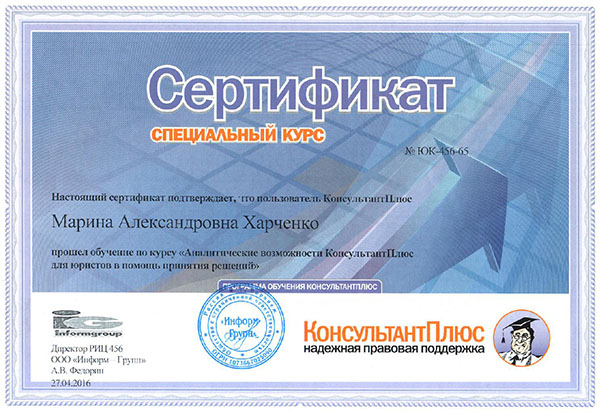 Сертификат
СПЕЦИАЛЬНЫЙ КУРС
№ ЮК-456-65
Настоящий сертификат подтверждает, что пользователь КонсультантПлюс
Марина Александровна Харченко
прошел обучение по курсу «Аналитические возможности КонсультантПлюс
для юристов в помощь принятия решений»
ПРОГРАММА ОБУЧЕНИЯ КОНСУЛЬТАНТПЛЮС
Informgroup
«Информ
Групп»
КонсультантПлюс
надежная правовая поддержка
Директор РИЦ 456
ООО «Информ – Групп»
А.В. Федорин
27.04.2016